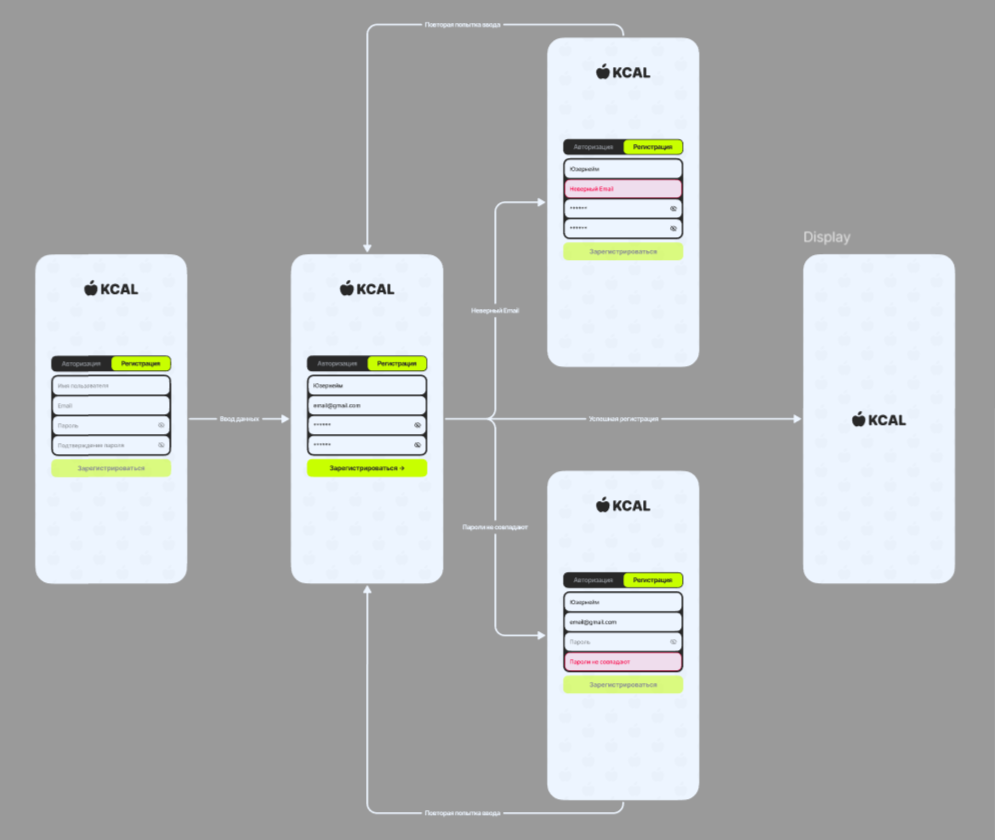 Повторная попытка ввода
KCAL
Авторизация Регистрация
Юзернейм
Неверный Email
••••••
••••••
Зарегистрироваться
Display
KCAL
Авторизация Регистрация
Имя пользователя
Email
Пароль
Подтверждение пароля
Зарегистрироваться
Ввод данных
KCAL
Авторизация Регистрация
Юзернейм
email@gmail.com
••••••
••••••
Зарегистрироваться →
Неверный Email
Успешная регистрация
Пароли не совпадают
KCAL
KCAL
Авторизация Регистрация
Юзернейм
email@gmail.com
Пароль
Пароли не совпадают
Зарегистрироваться
Повторная попытка ввода